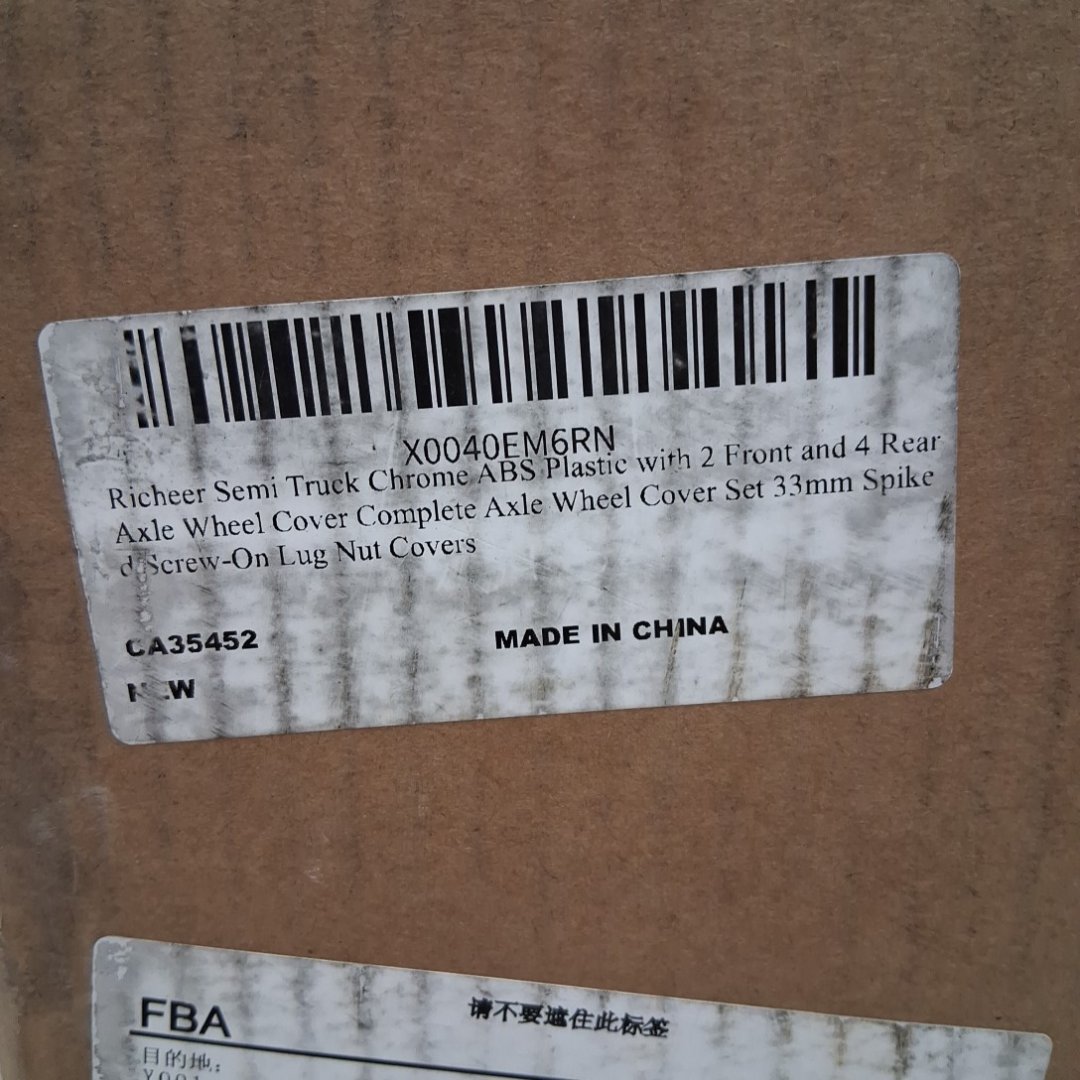 X0040EM6RN
Richeer Semi Truck Chrome ABS Plastic with 2 Front and 4 Rear
Axle Wheel Cover Complete Axle Wheel Cover Set 33mm Spike
d Screw-On Lug Nut Covers
CA35452
MADE IN CHINA
NEW
FBA
请不要遮住此标签
目的地: